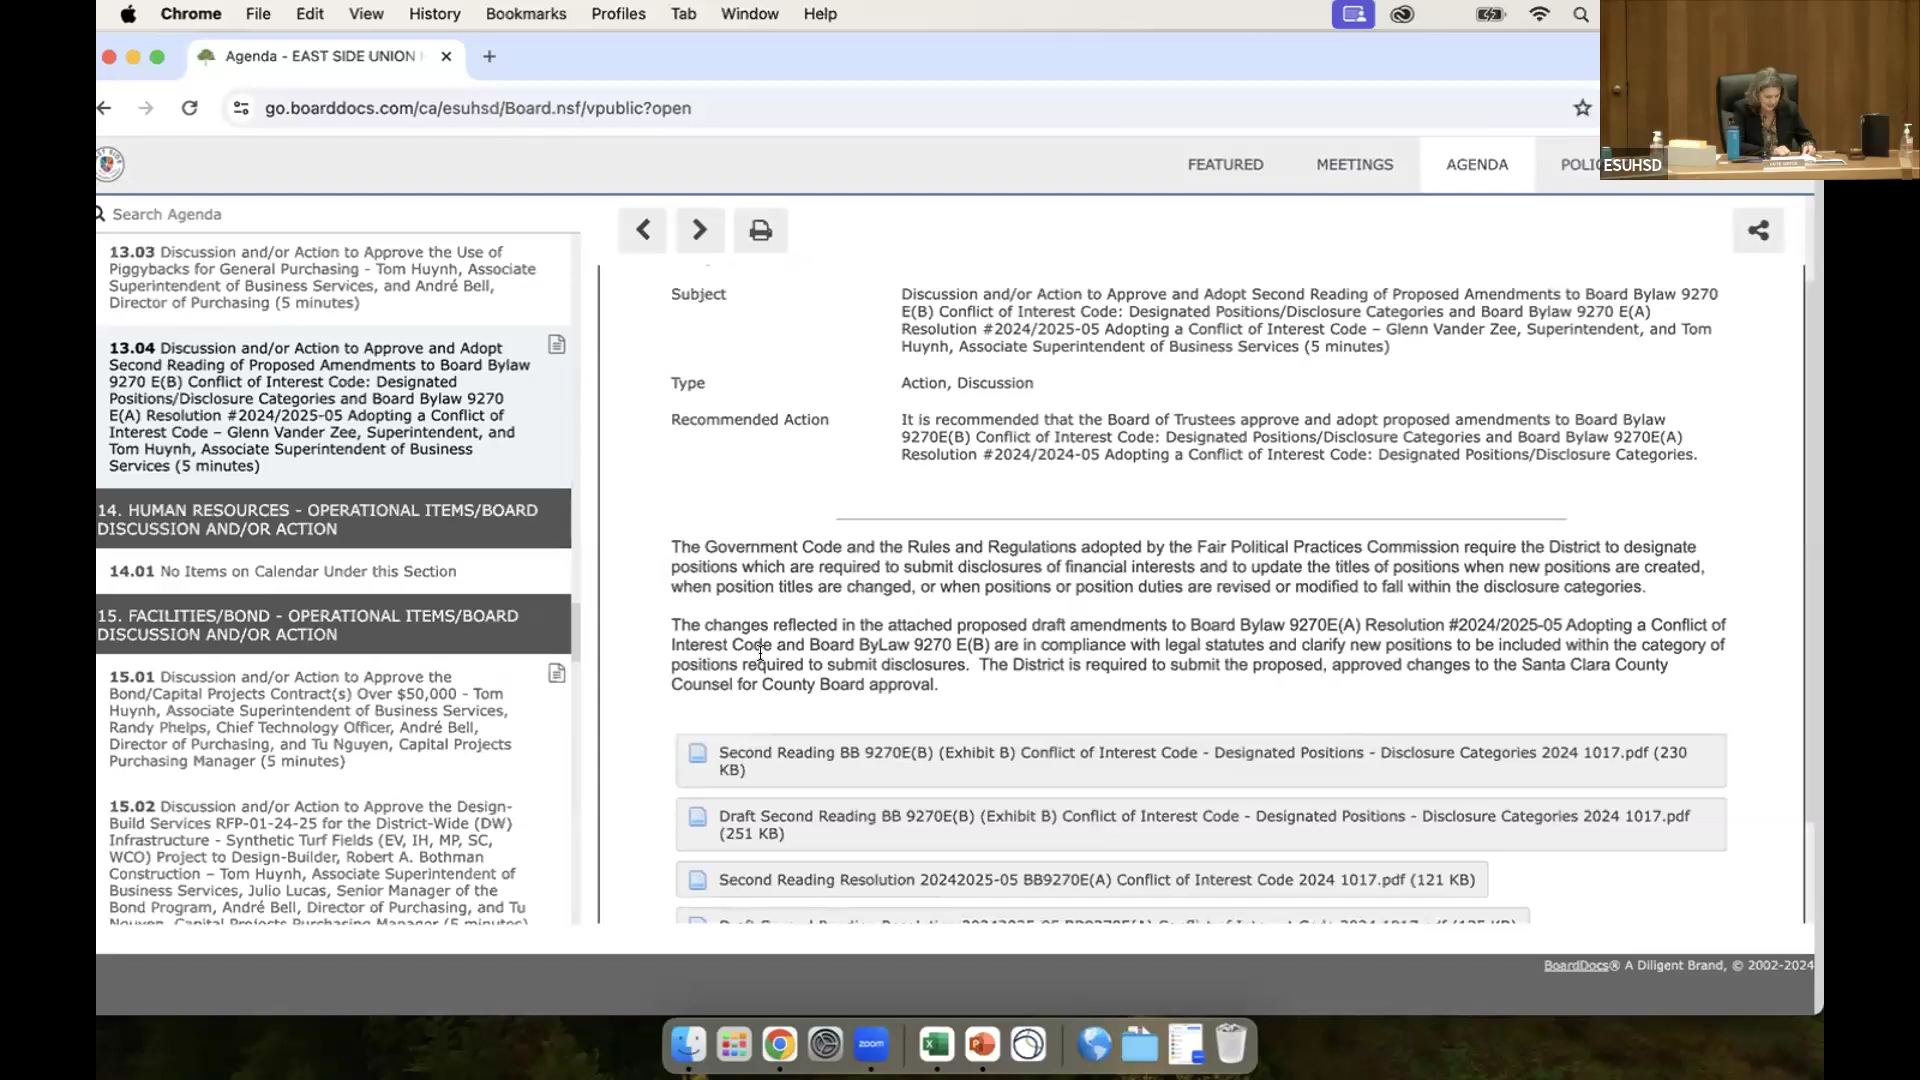 Chrome File Edit View History Bookmarks Profiles Tab Window Help
Agenda - EAST SIDE UNION
go.boarddocs.com/ca/esuhsd/Board.nsf/vpublic?open
ESUHSD
FEATURED MEETINGS AGENDA
Search Agenda
13.03 Discussion and/or Action to Approve the Use of
Piggybacks for General Purchasing - Tom Huynh, Associate
Superintendent of Business Services, and André Bell,
Director of Purchasing (5 minutes)
13.04 Discussion and/or Action to Approve and Adopt
Second Reading of Proposed Amendments to Board Bylaw
9270 E(B) Conflict of Interest Code: Designated
Positions/Disclosure Categories and Board Bylaw 9270
E(A) Resolution #2024/2025-05 Adopting a Conflict of
Interest Code – Glenn Vander Zee, Superintendent, and
Tom Huynh, Associate Superintendent of Business
Services (5 minutes)
14. HUMAN RESOURCES - OPERATIONAL ITEMS/BOARD
DISCUSSION AND/OR ACTION
14.01 No Items on Calendar Under this Section
15. FACILITIES/BOND - OPERATIONAL ITEMS/BOARD
DISCUSSION AND/OR ACTION
15.01 Discussion and/or Action to Approve the
Bond/Capital Projects Contract(s) Over $50,000 - Tom
Huynh, Associate Superintendent of Business Services,
Randy Phelps, Chief Technology Officer, André Bell,
Director of Purchasing, and Tu Nguyen, Capital Projects
Purchasing Manager (5 minutes)
15.02 Discussion and/or Action to Approve the Design-
Build Services RFP-01-24-25 for the District-Wide (DW)
Infrastructure - Synthetic Turf Fields (EV, IH, MP, SC,
WCO) Project to Design-Builder, Robert A. Bothman
Construction – Tom Huynh, Associate Superintendent of
Business Services, Julio Lucas, Senior Manager of the
Bond Program, André Bell, Director of Purchasing, and Tu
Nguyen, Capital Projects Purchasing Manager (5 minutes)
Subject
Discussion and/or Action to Approve and Adopt Second Reading of Proposed Amendments to Board Bylaw 9270
E(B) Conflict of Interest Code: Designated Positions/Disclosure Categories and Board Bylaw 9270 E(A)
Resolution #2024/2025-05 Adopting a Conflict of Interest Code – Glenn Vander Zee, Superintendent, and Tom
Huynh, Associate Superintendent of Business Services (5 minutes)
Type Action, Discussion
Recommended Action
It is recommended that the Board of Trustees approve and adopt proposed amendments to Board Bylaw
9270E(B) Conflict of Interest Code: Designated Positions/Disclosure Categories and Board Bylaw 9270E(A)
Resolution #2024/2024-05 Adopting a Conflict of Interest Code: Designated Positions/Disclosure Categories.
The Government Code and the Rules and Regulations adopted by the Fair Political Practices Commission require the District to designate
positions which are required to submit disclosures of financial interests and to update the titles of positions when new positions are created,
when position titles are changed, or when positions or position duties are revised or modified to fall within the disclosure categories.
The changes reflected in the attached proposed draft amendments to Board Bylaw 9270E(A) Resolution #2024/2025-05 Adopting a Conflict of
Interest Code and Board ByLaw 9270 E(B) are in compliance with legal statutes and clarify new positions to be included within the category of
positions required to submit disclosures. The District is required to submit the proposed, approved changes to the Santa Clara County
Counsel for County Board approval.
Second Reading BB 9270E(B) (Exhibit B) Conflict of Interest Code - Designated Positions - Disclosure Categories 2024 1017.pdf (230
KB)
Draft Second Reading BB 9270E(B) (Exhibit B) Conflict of Interest Code - Designated Positions - Disclosure Categories 2024 1017.pdf
(251 KB)
Second Reading Resolution 20242025-05 BB9270E(A) Conflict of Interest Code 2024 1017.pdf (121 KB)
BoardDocs® A Diligent Brand, © 2002-2024
zoom